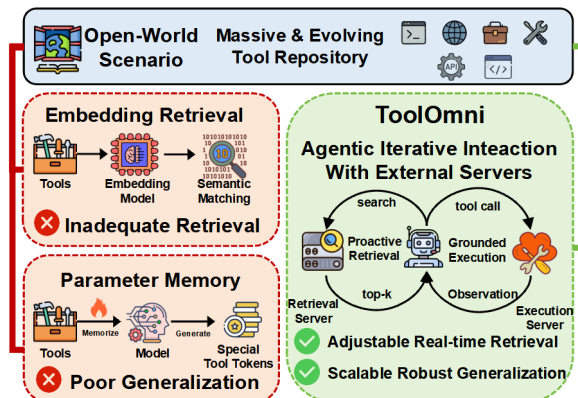 Open-World
Scenario
Massive & Evolving
Tool Repository
API
Embedding Retrieval
Tools
Embedding
Model
Semantic
Matching
Inadequate Retrieval
Parameter Memory
Tools
Memorize
Model
Generate
Special
Tool Tokens
Poor Generalization
ToolOmni
Agentic Iterative Inteaction
With External Servers
search
tool call
Proactive
Retrieval
Grounded
Execution
top-k
Observation
Retrieval
Server
Execution
Server
Adjustable Real-time Retrieval
Scalable Robust Generalization